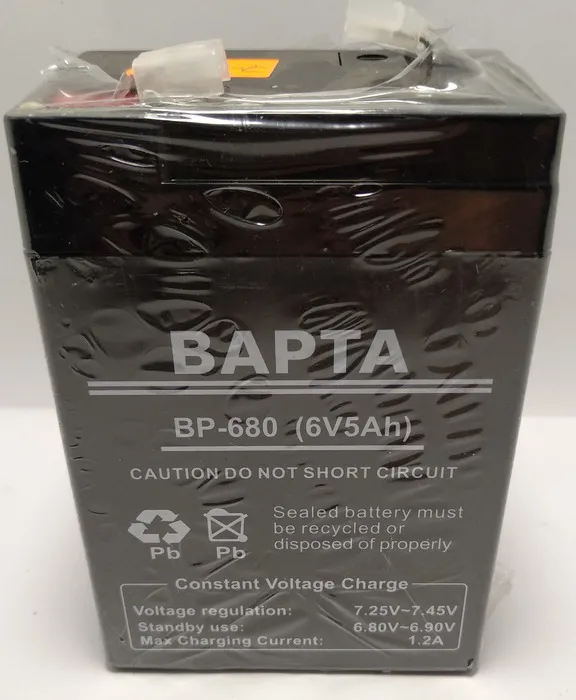 ВАРТА
BP-680 (6V5Ah)
CAUTION DO NOT SHORT CIRCUIT
Sealed battery must
be recycled or
disposed of properly
Pb Pb
Constant Voltage Charge
Voltage regulation: 7.25V~7.45V
Standby use: 6.80V~6.90V
Max Charging Current: 1.2A